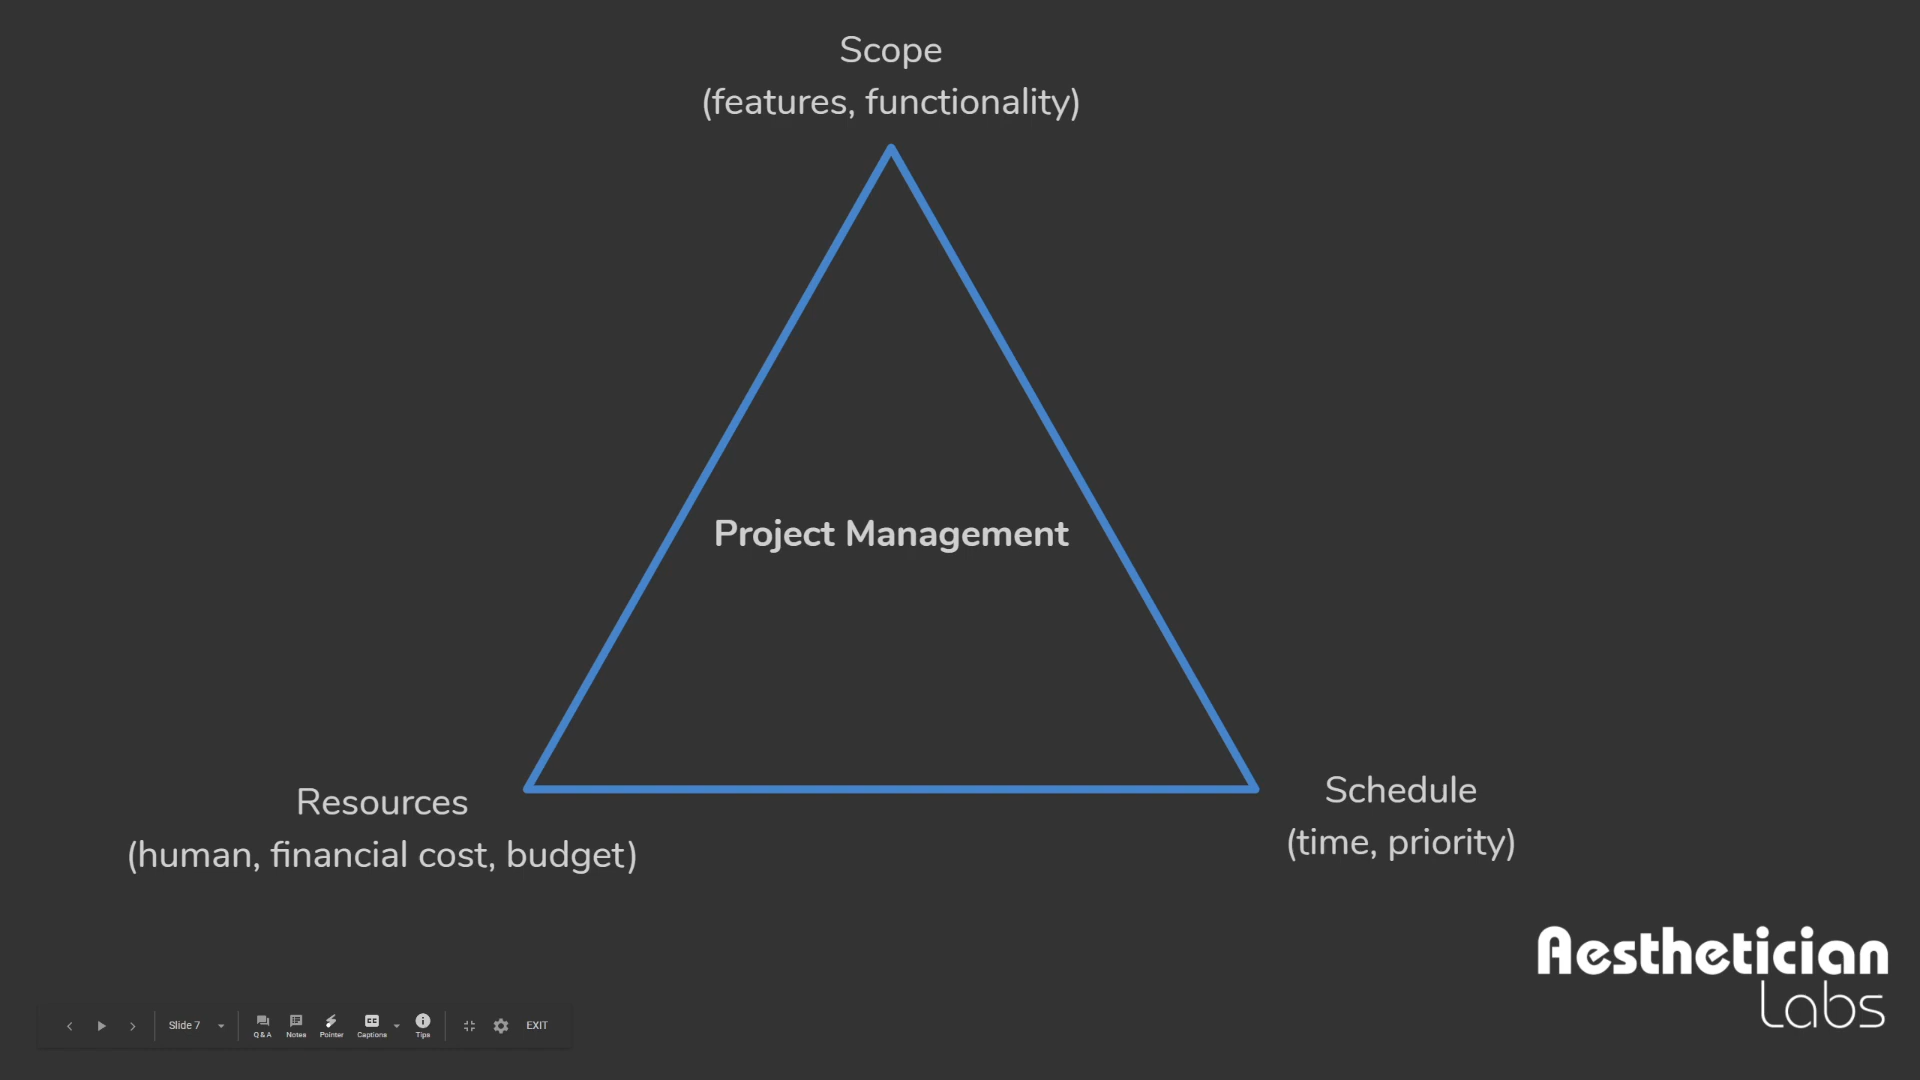 Scope
(features, functionality)
Project Management
Resources
(human, financial cost, budget)
Schedule
(time, priority)
Aesthetician
Labs
Slide 7
Q & A
Notes
Pointer
CC
Captions
Tips
EXIT